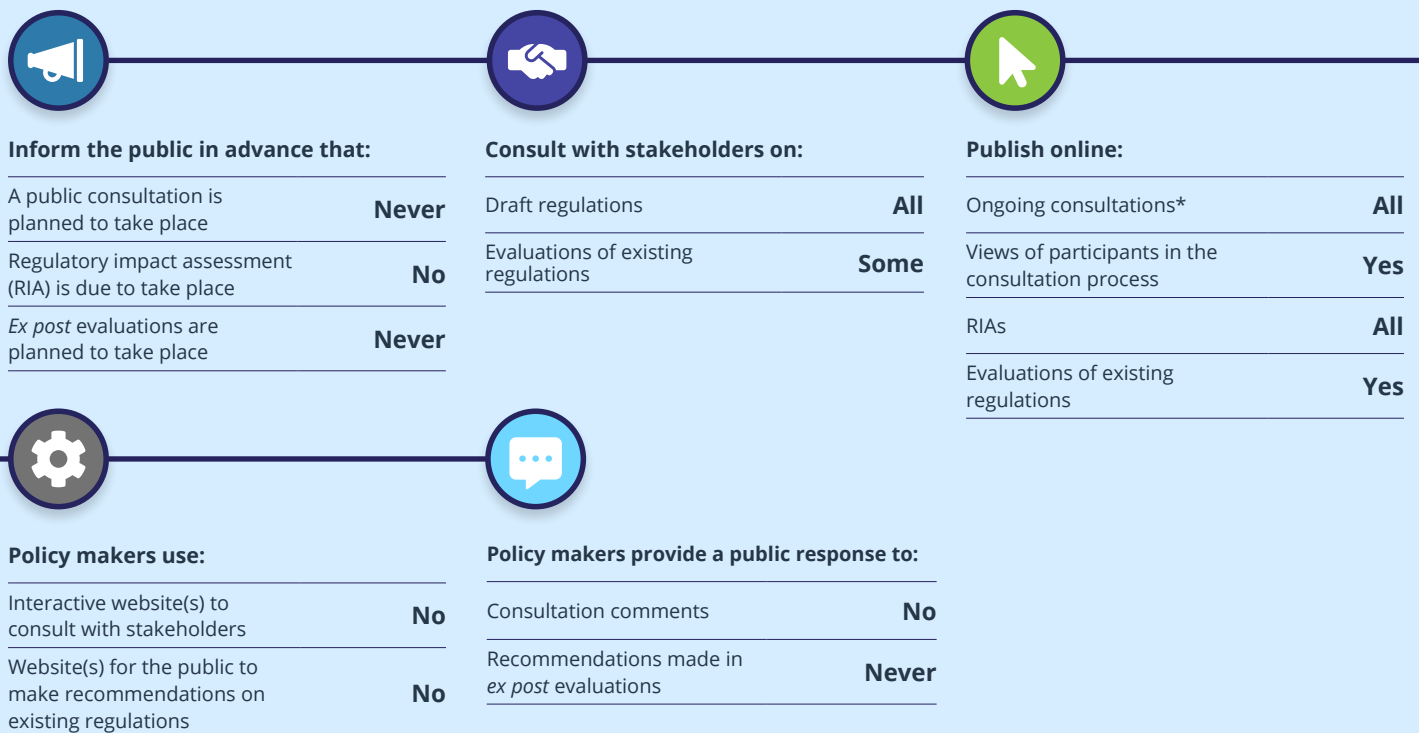 Inform the public in advance that:
A public consultation is
planned to take place
Never
Regulatory impact assessment
(RIA) is due to take place
No
Ex post evaluations are
planned to take place
Never
Consult with stakeholders on:
Draft regulations
All
Evaluations of existing
regulations
Some
Publish online:
Ongoing consultations*
All
Views of participants in the
consultation process
Yes
RIAs
All
Evaluations of existing
regulations
Yes
Policy makers use:
Interactive website(s) to
consult with stakeholders
No
Website(s) for the public to
make recommendations on
existing regulations
No
Policy makers provide a public response to:
Consultation comments
No
Recommendations made in
ex post evaluations
Never